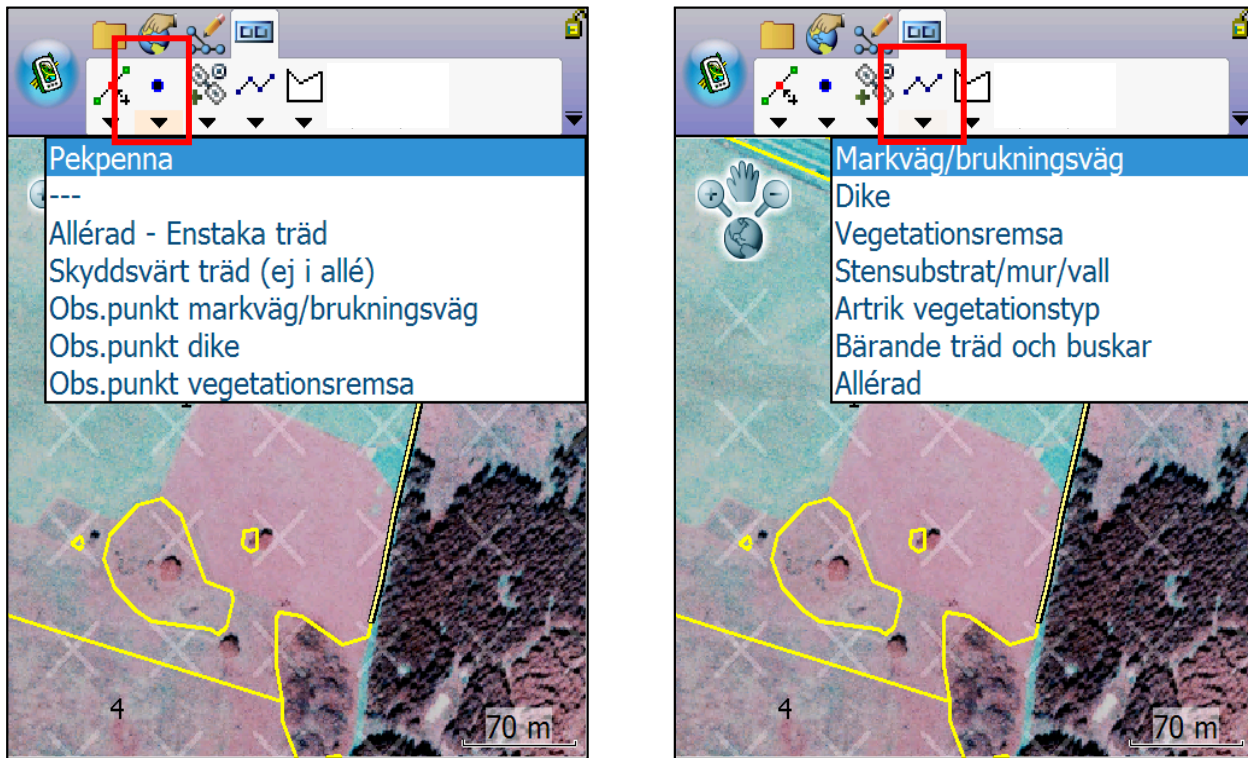 Pekpenna
---
Allérad - Enstaka träd
Skyddsvärt träd (ej i allé)
Obs.punkt markväg/brukningsväg
Obs.punkt dike
Obs.punkt vegetationsremsa
4
70 m
Markväg/brukningsväg
Dike
Vegetationsremsa
Stensubstrat/mur/vall
Artrik vegetationstyp
Bärande träd och buskar
Allérad
4
70 m